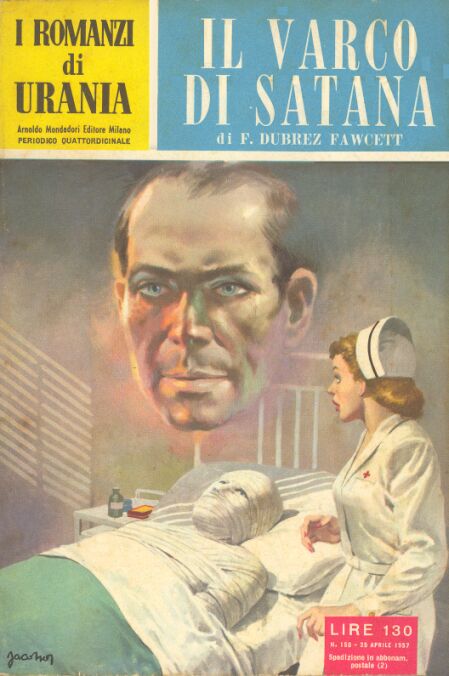 I ROMANZI
di
URANIA
Arnoldo Mondadori Editore Milano
PERIODICO QUATTORDICINALE
IL VARCO
DI SATANA
di F. DUBREZ FAWCETT
LIRE 130
N. 150 - 25 APRILE 1957
Spedizione in abbonam.
postale (2)